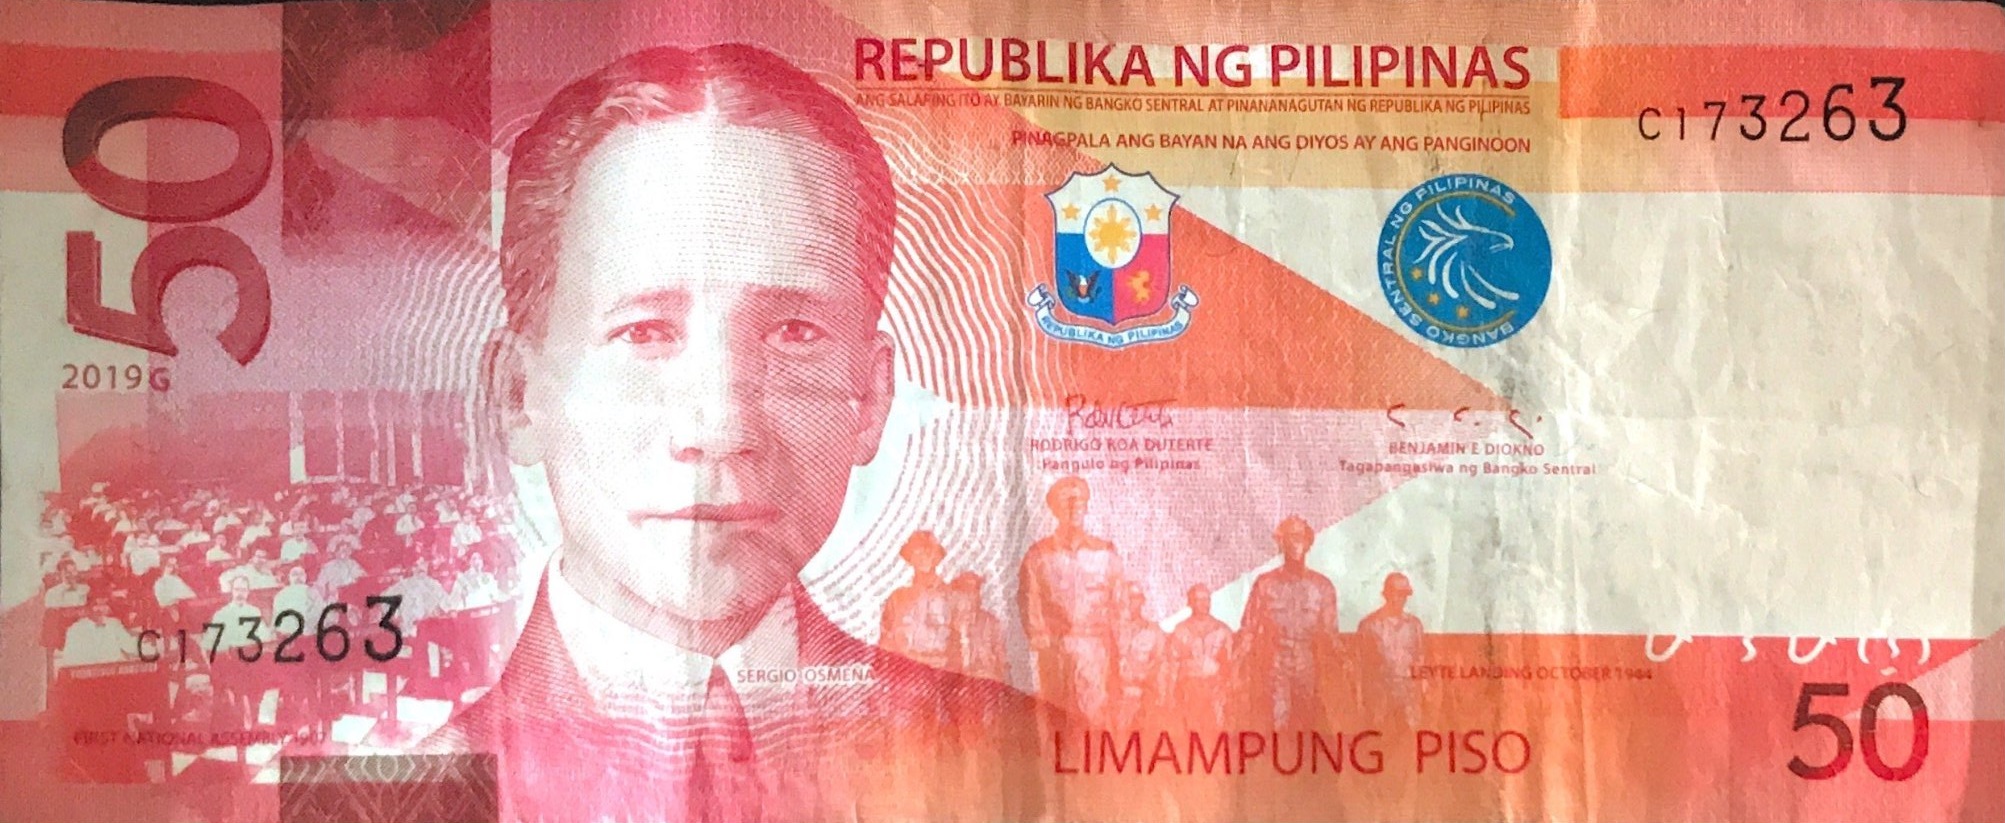 REPUBLIKA NG PILIPINAS
ANG SALAPING ITO AY BAYARIN NG BANGKO SENTRAL AT PINANANAGUTAN NG REPUBLIKA NG PILIPINAS
PINAGPALA ANG BAYAN NA ANG DIYOS AY ANG PANGINOON
C173263
50
2019G
REPUBLIKA NG PILIPINAS
BANGKO SENTRAL NG PILIPINAS
RODRIGO ROA DUTERTE
Pangulo ng Pilipinas
BENJAMIN E DIOKNO
Tagapangasiwa ng Bangko Sentral
C173263
SERGIO OSMEÑA
LEYTE LANDING OCTOBER 1944
FIRST NATIONAL ASSEMBLY 1907
LIMAMPUNG PISO
50